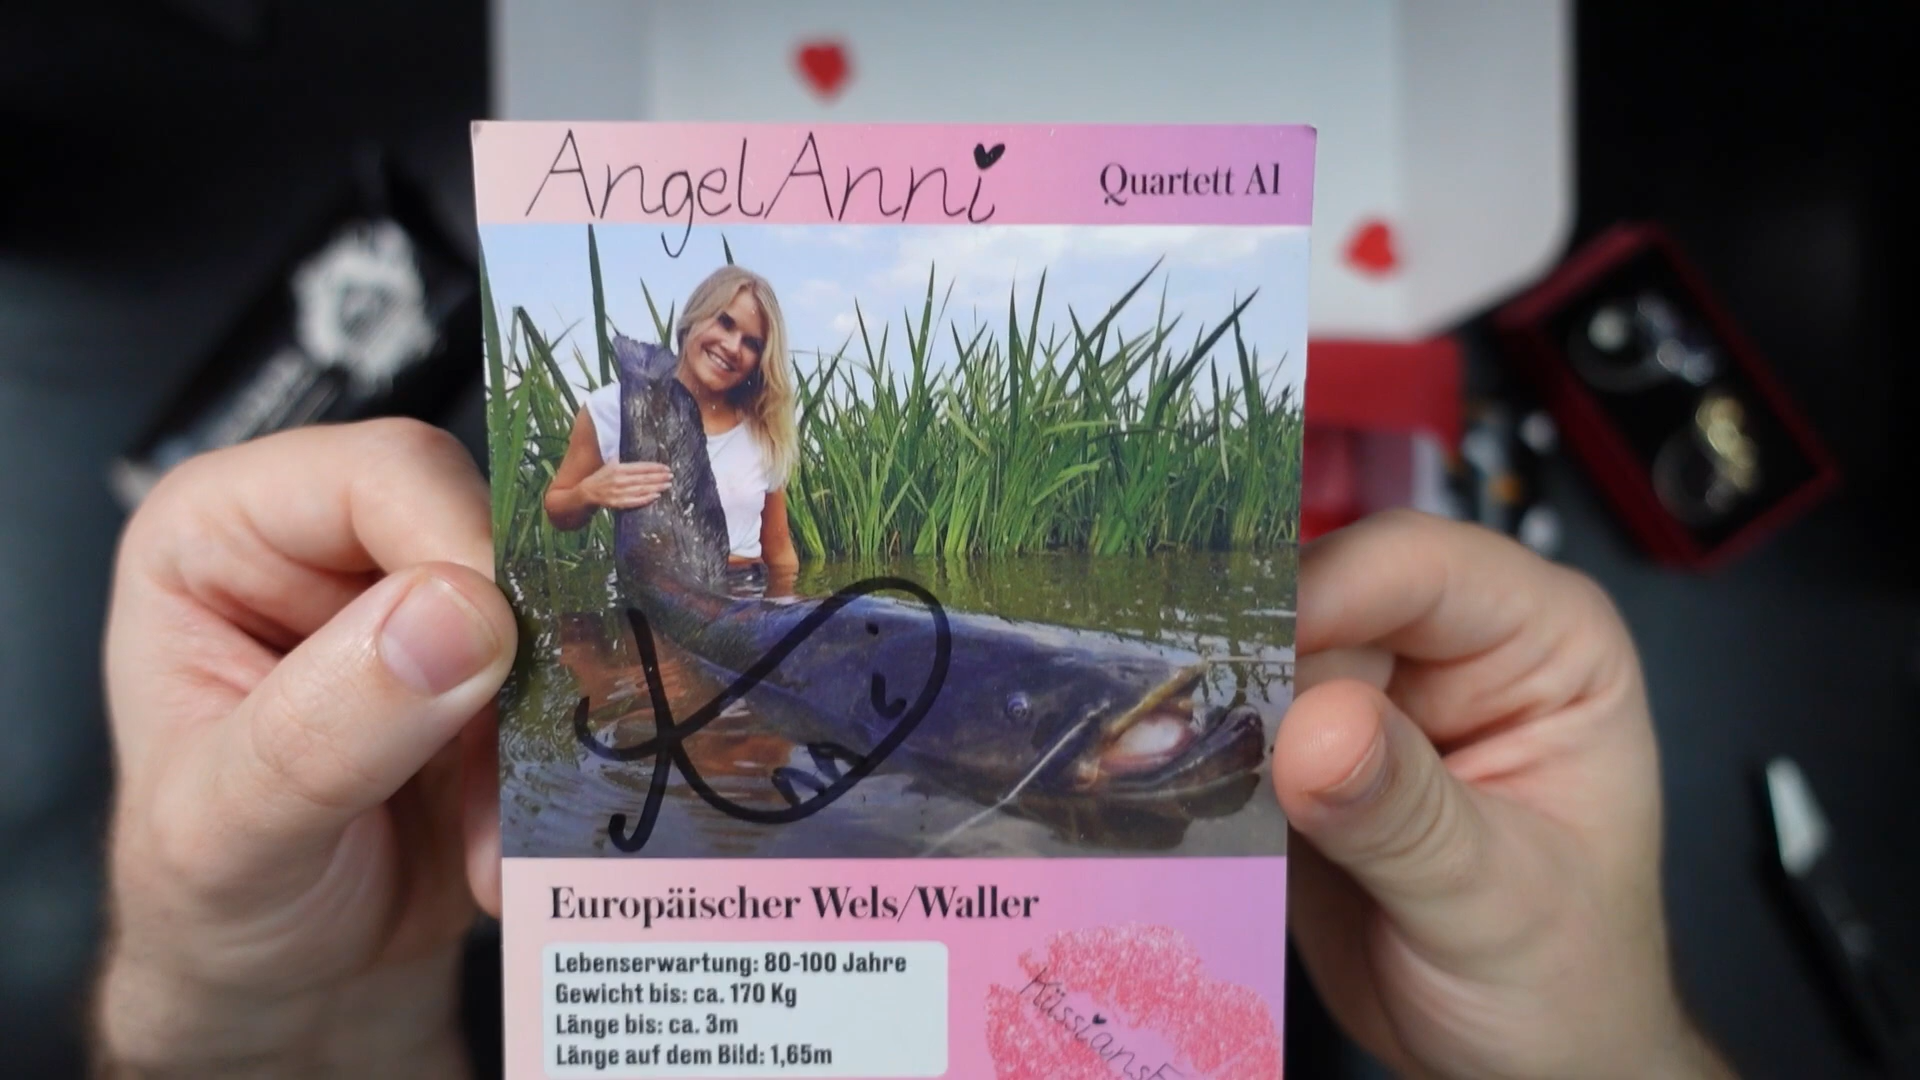 AngelAnni
Quartett A1
Anni
Europäischer Wels/Waller
Lebenserwartung: 80-100 Jahre
Gewicht bis: ca. 170 Kg
Länge bis: ca. 3m
Länge auf dem Bild: 1,65m